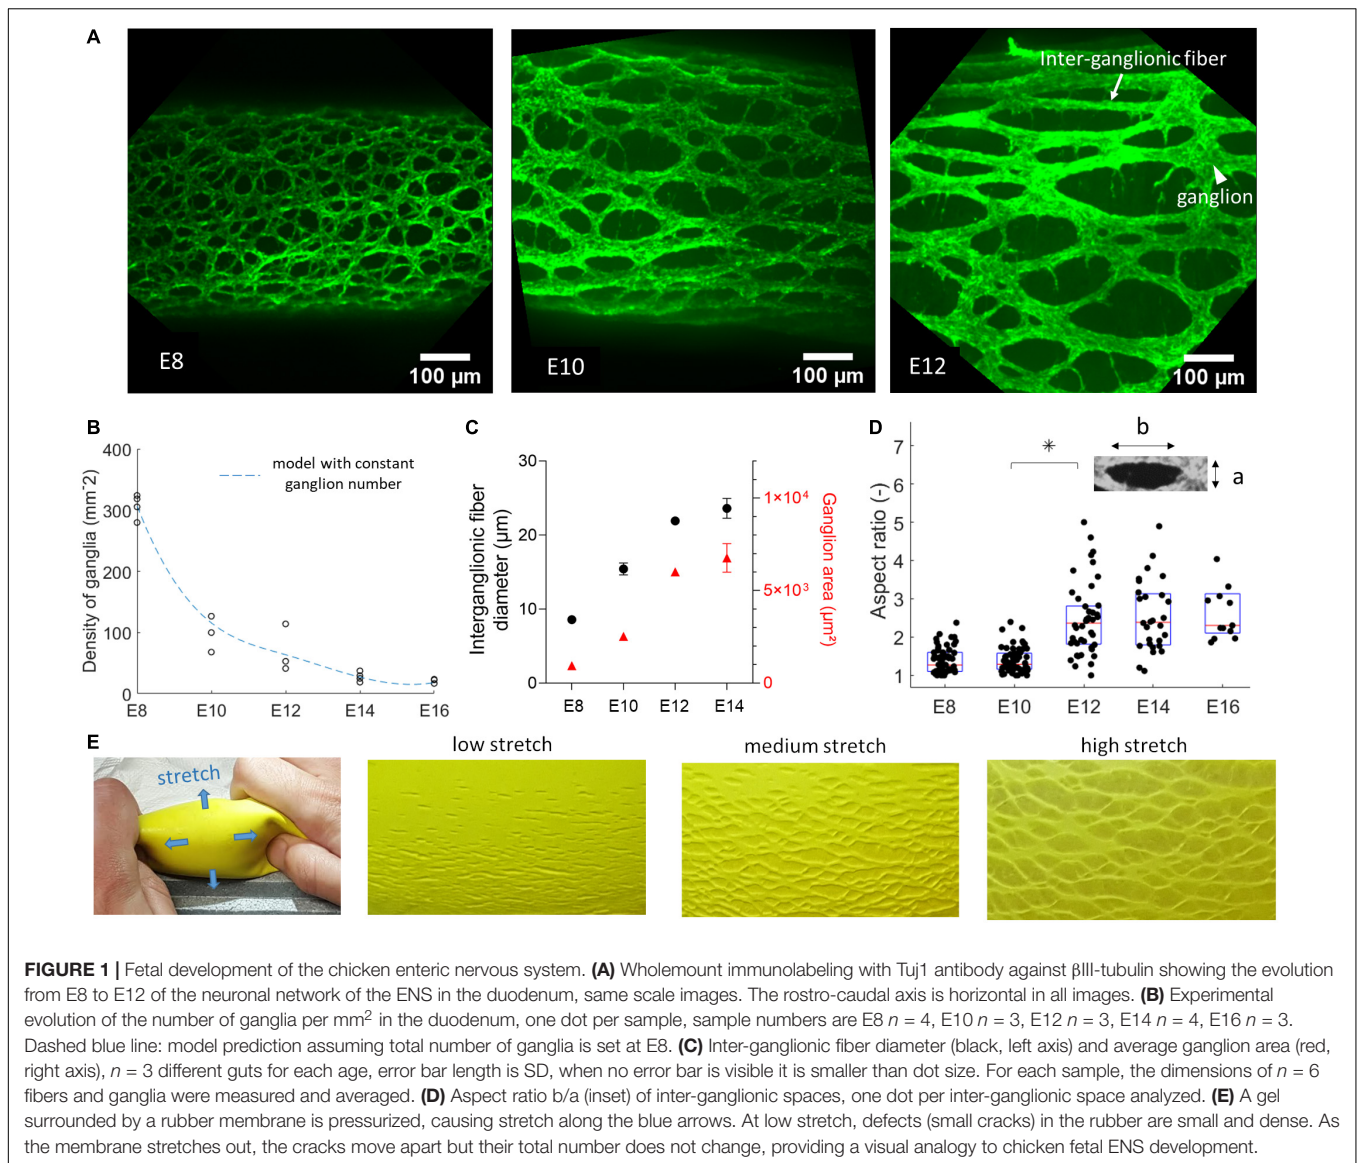 A
Inter-ganglionic fiber
ganglion
E8
100 µm
E10
100 µm
E12
100 µm
B
400
300
200
100
0
Density of ganglia (mm-2)
E8
E10
E12
E14
E16
model with constant
ganglion number
C
30
20
10
0
Interganglionic fiber
diameter (µm)
1×10⁴
5×10³
0
Ganglion area (µm²)
E8
E10
E12
E14
D
7
6
5
4
3
2
1
Aspect ratio (-)
*
b
a
E8
E10
E12
E14
E16
E
stretch
low stretch
medium stretch
high stretch
FIGURE 1 | Fetal development of the chicken enteric nervous system. (A) Wholemount immunolabeling with Tuj1 antibody against βIII-tubulin showing the evolution
from E8 to E12 of the neuronal network of the ENS in the duodenum, same scale images. The rostro-caudal axis is horizontal in all images. (B) Experimental
evolution of the number of ganglia per mm² in the duodenum, one dot per sample, sample numbers are E8 n = 4, E10 n = 3, E12 n = 3, E14 n = 4, E16 n = 3.
Dashed blue line: model prediction assuming total number of ganglia is set at E8. (C) Inter-ganglionic fiber diameter (black, left axis) and average ganglion area (red,
right axis), n = 3 different guts for each age, error bar length is SD, when no error bar is visible it is smaller than dot size. For each sample, the dimensions of n = 6
fibers and ganglia were measured and averaged. (D) Aspect ratio b/a (inset) of inter-ganglionic spaces, one dot per inter-ganglionic space analyzed. (E) A gel
surrounded by a rubber membrane is pressurized, causing stretch along the blue arrows. At low stretch, defects (small cracks) in the rubber are small and dense. As
the membrane stretches out, the cracks move apart but their total number does not change, providing a visual analogy to chicken fetal ENS development.